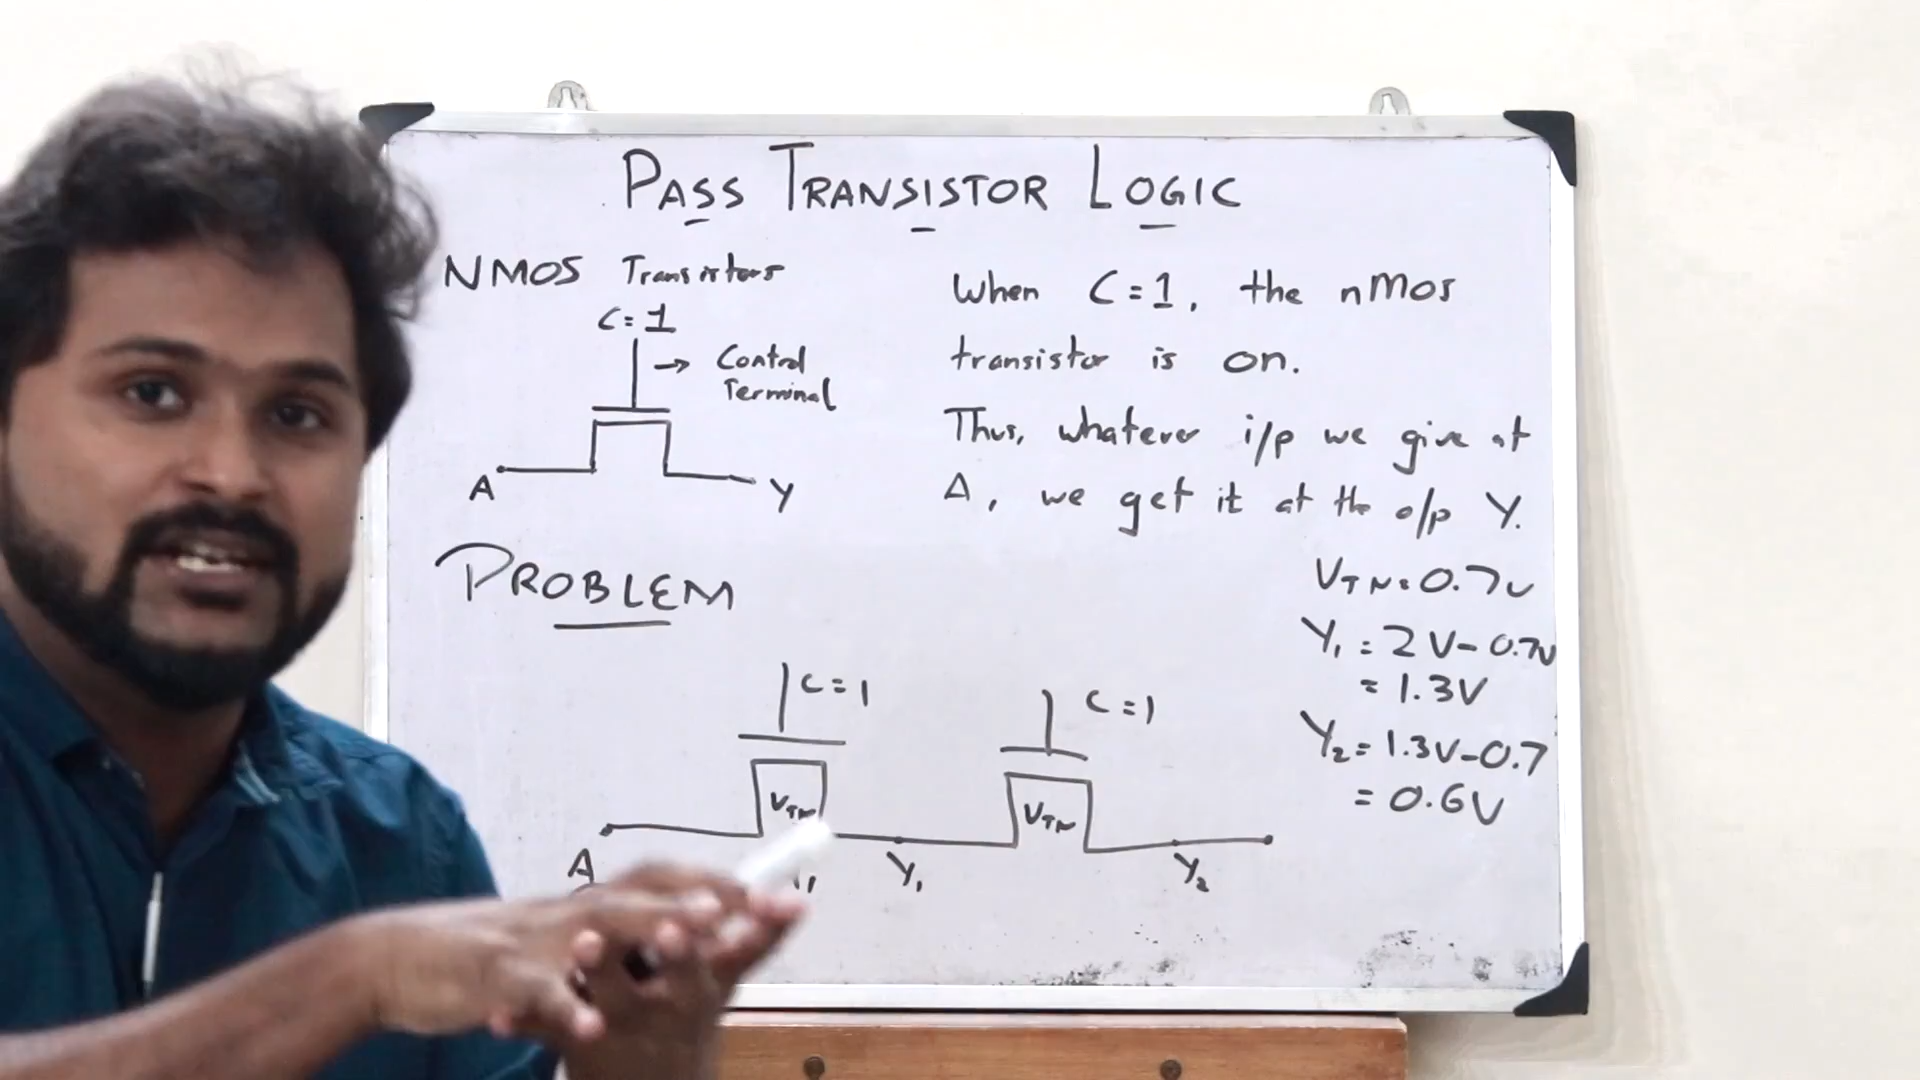 PASS TRANSISTOR LOGIC
NMOS Transistors
C=1
→ Control
Terminal
A
Y
When C=1, the nMOS
transistor is on.
Thus, whatever i/p we give at
A, we get it at the o/p Y.
PROBLEM
C=1
VTN
A
Y1
C=1
VTN
Y2
VTN=0.7V
Y1=2V-0.7V
=1.3V
Y2=1.3V-0.7
=0.6V